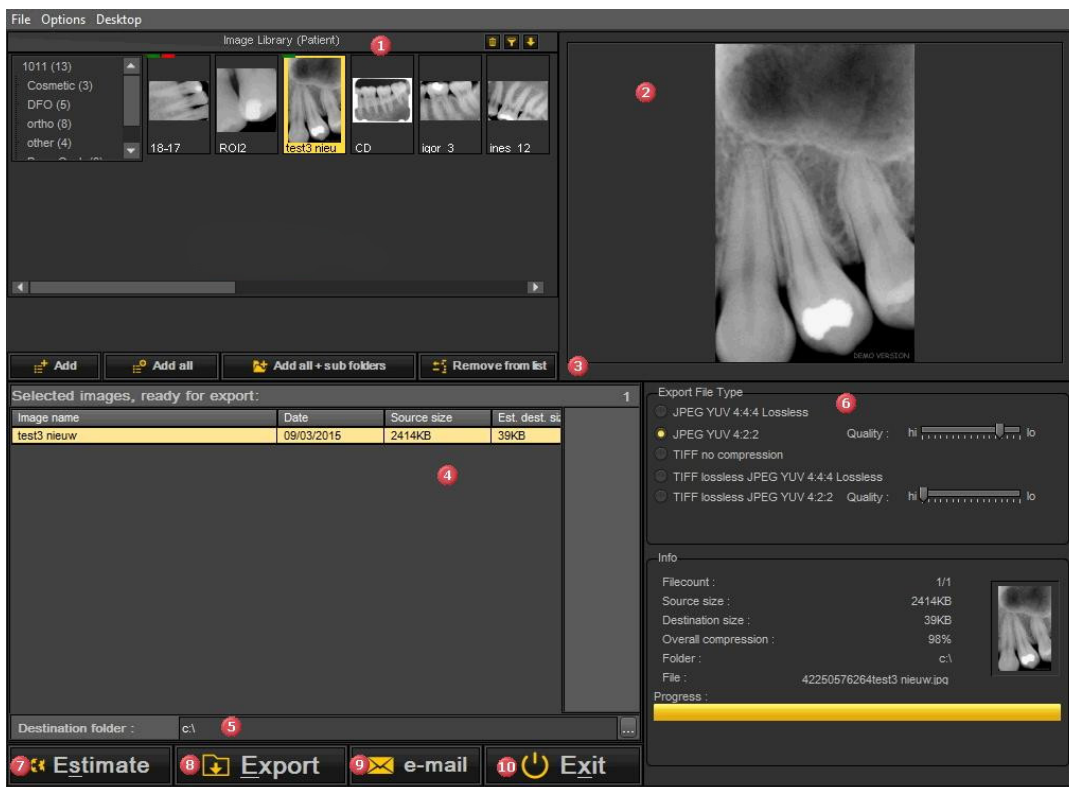 File Options Desktop
Image Library (Patient) 1
1011 (13)
Cosmetic (3)
DFO (5)
ortho (8)
other (4)
18-17 ROI2 test3 nieu CD igor 3 ines 12
2
DEMO VERSION
Add Add all Add all + sub folders Remove from list 3
Selected images, ready for export: 1
Image name Date Source size Est. dest. si
test3 nieuw 09/03/2015 2414KB 39KB
4
Destination folder : c:\ 5 ...
7 Estimate 8 Export 9 e-mail 10 Exit
Export File Type 6
JPEG YUV 4:4:4 Lossless
JPEG YUV 4:2:2 Quality : hi lo
TIFF no compression
TIFF lossless JPEG YUV 4:4:4 Lossless
TIFF lossless JPEG YUV 4:2:2 Quality : hi lo
Info
Filecount : 1/1
Source size : 2414KB
Destination size : 39KB
Overall compression : 98%
Folder : c:\
File : 42250576264test3 nieuw.jpg
Progress :